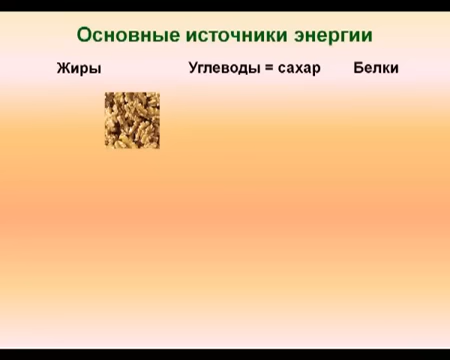 Основные источники энергии
Жиры Углеводы = сахар Белки